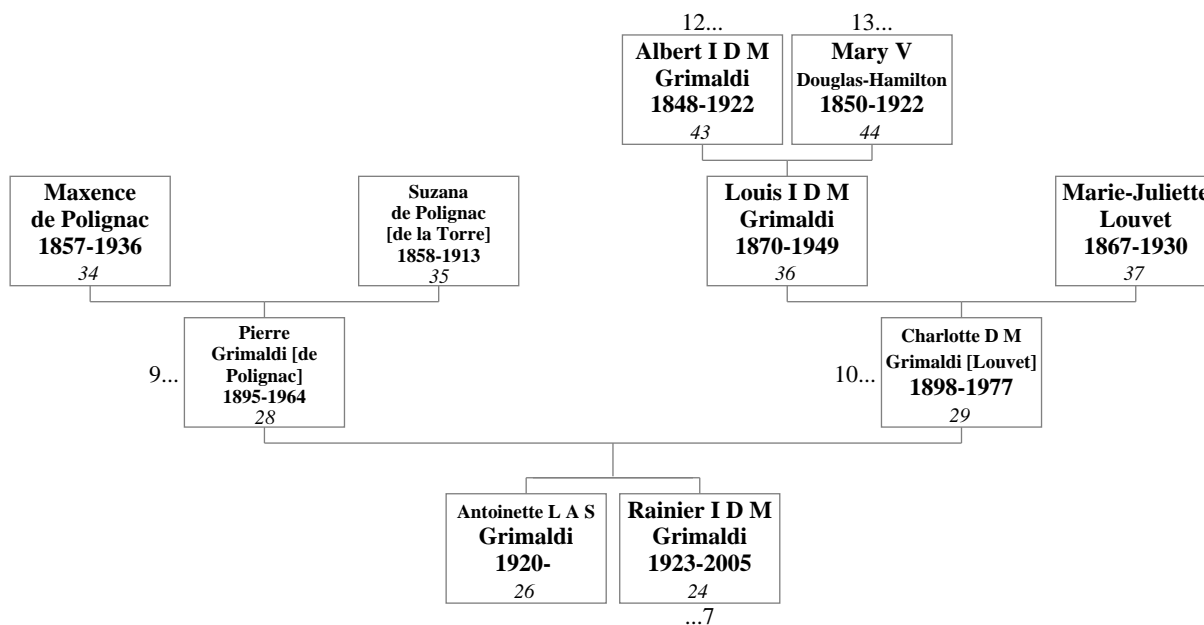 12...
13...
Albert I D M
Grimaldi
1848-1922
43
Mary V
Douglas-Hamilton
1850-1922
44
Maxence
de Polignac
1857-1936
34
Suzana
de Polignac
[de la Torre]
1858-1913
35
Louis I D M
Grimaldi
1870-1949
36
Marie-Juliette
Louvet
1867-1930
37
9...
Pierre
Grimaldi [de
Polignac]
1895-1964
28
10...
Charlotte D M
Grimaldi [Louvet]
1898-1977
29
Antoinette L A S
Grimaldi
1920-
26
Rainier I D M
Grimaldi
1923-2005
24
...7